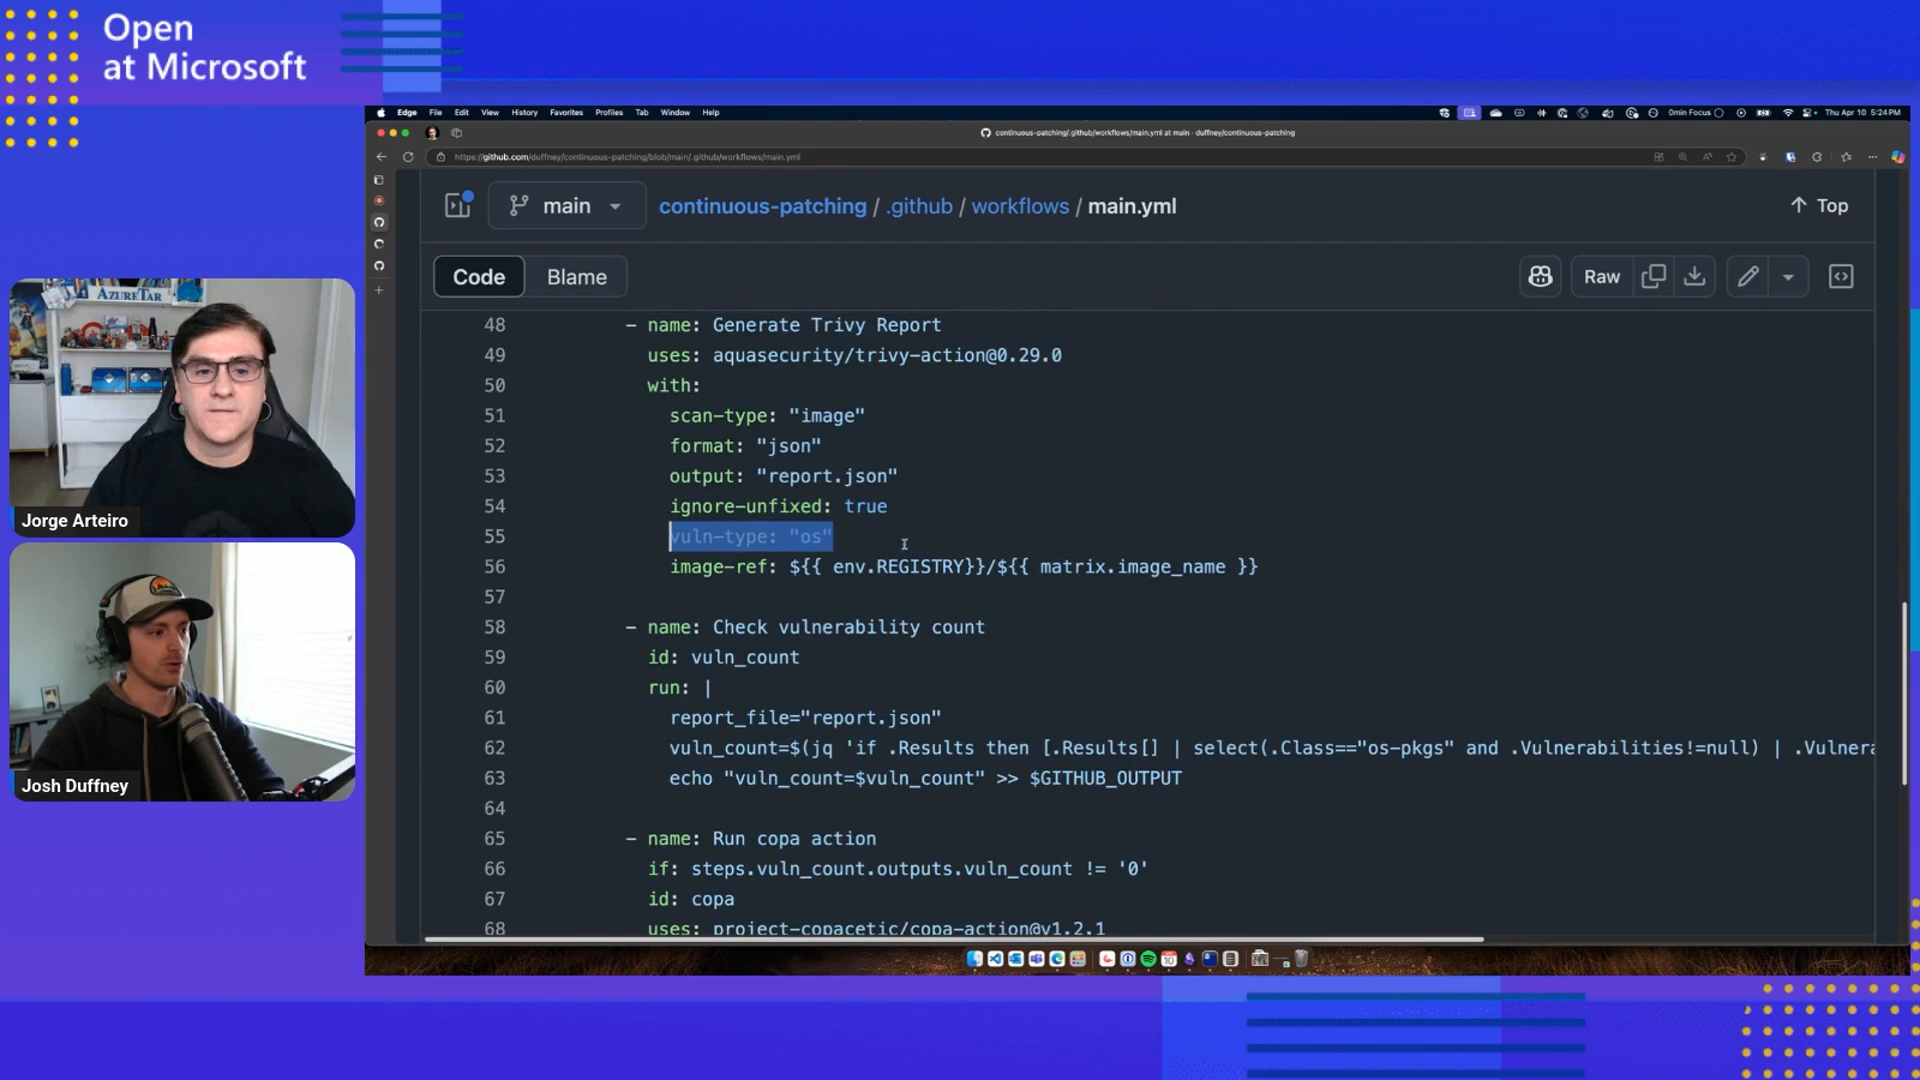 Open
at Microsoft
Edge File Edit View History Favorites Profiles Tab Window Help
0min Focus
Thu Apr 10 5:24PM
continuous-patching/.github/workflows/main.yml at main · duffney/continuous-patching
https://github.com/duffney/continuous-patching/blob/main/.github/workflows/main.yml
main
continuous-patching / .github / workflows / main.yml
Top
Code Blame
Raw
48 - name: Generate Trivy Report
49 uses: aquasecurity/trivy-action@0.29.0
50 with:
51 scan-type: "image"
52 format: "json"
53 output: "report.json"
54 ignore-unfixed: true
55 vuln-type: "os"
56 image-ref: ${{ env.REGISTRY}}/${{ matrix.image_name }}
57
58 - name: Check vulnerability count
59 id: vuln_count
60 run: |
61 report_file="report.json"
62 vuln_count=$(jq 'if .Results then [.Results[] | select(.Class=="os-pkgs" and .Vulnerabilities!=null) | .Vulnera
63 echo "vuln_count=$vuln_count" >> $GITHUB_OUTPUT
64
65 - name: Run copa action
66 if: steps.vuln_count.outputs.vuln_count != '0'
67 id: copa
68 uses: project-copacetic/copa-action@v1.2.1
AZURETAR
Jorge Arteiro
Josh Duffney